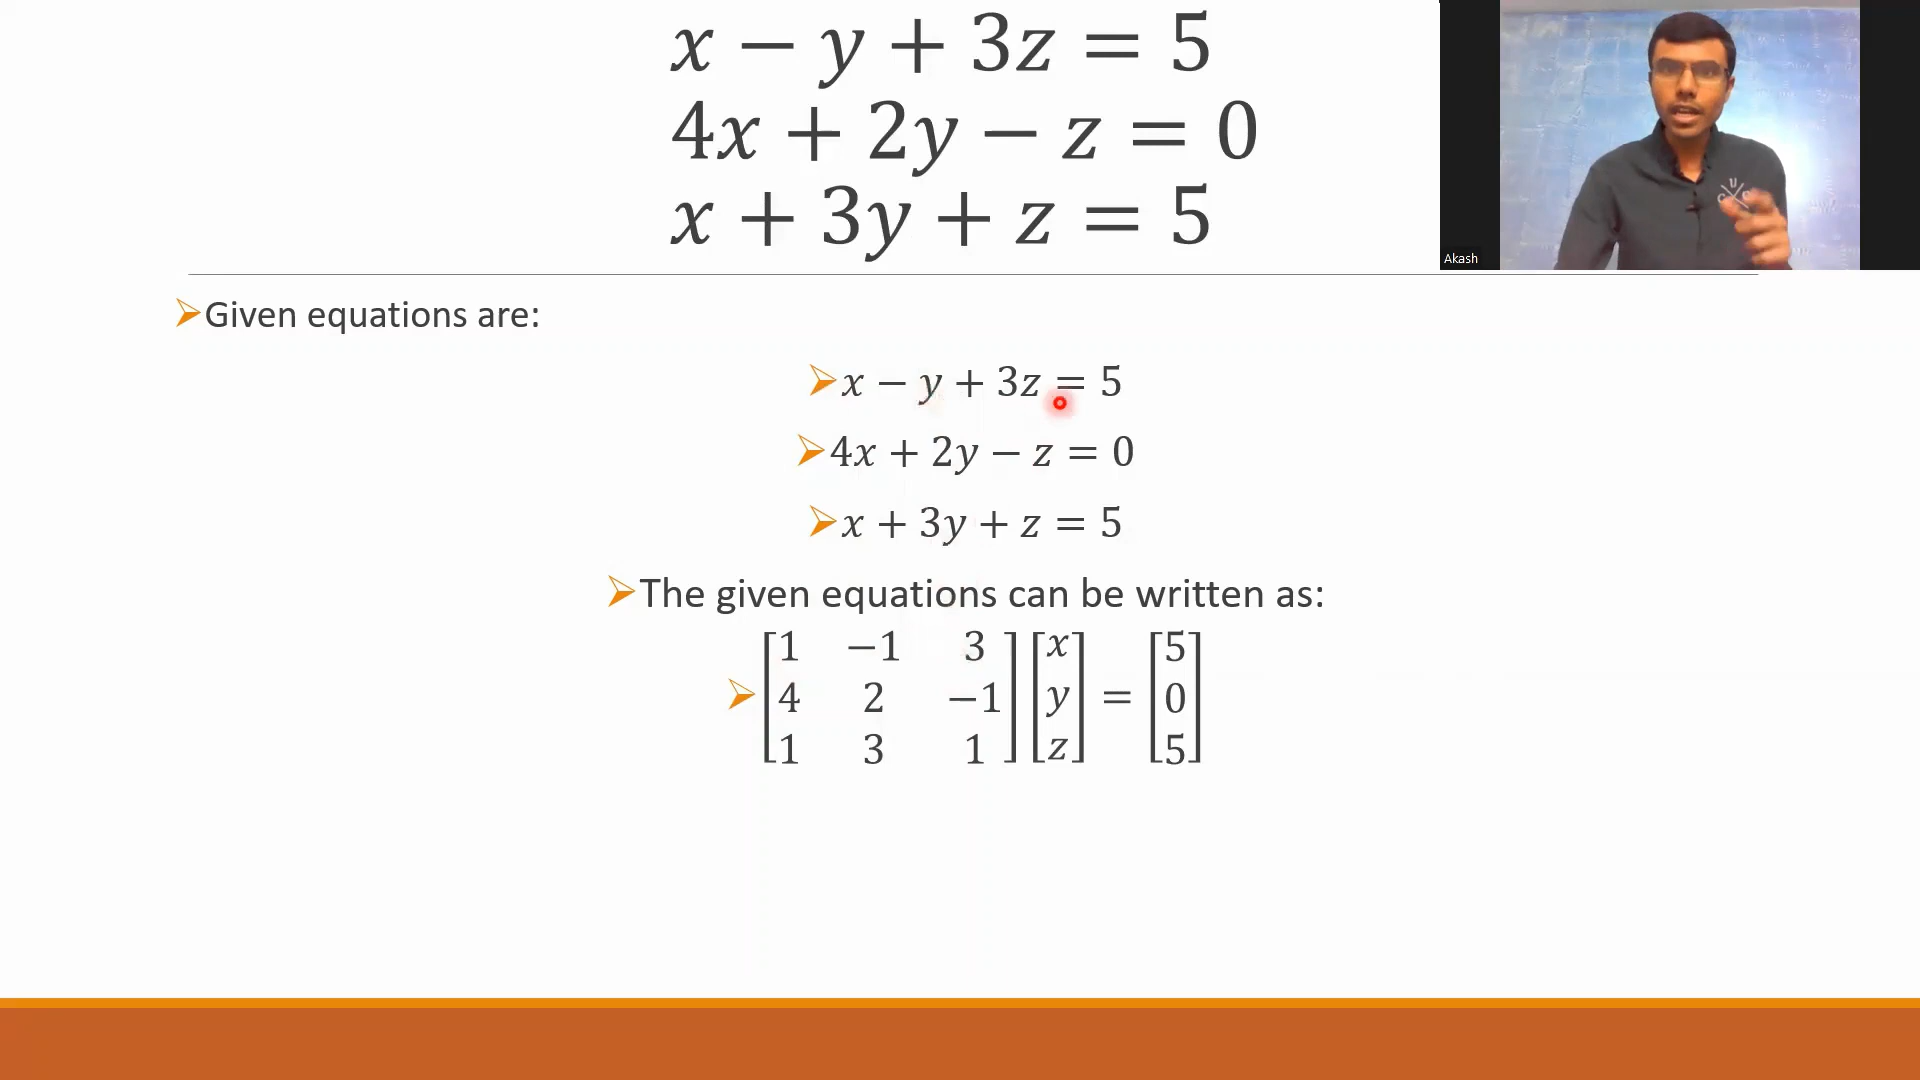 x − y + 3z = 5
4x + 2y − z = 0
x + 3y + z = 5
Akash
➢Given equations are:
➢x − y + 3z = 5
➢4x + 2y − z = 0
➢x + 3y + z = 5
➢The given equations can be written as:
➢[1 −1 3] [x] = [5]
[4 2 −1] [y] [0]
[1 3 1] [z] [5]